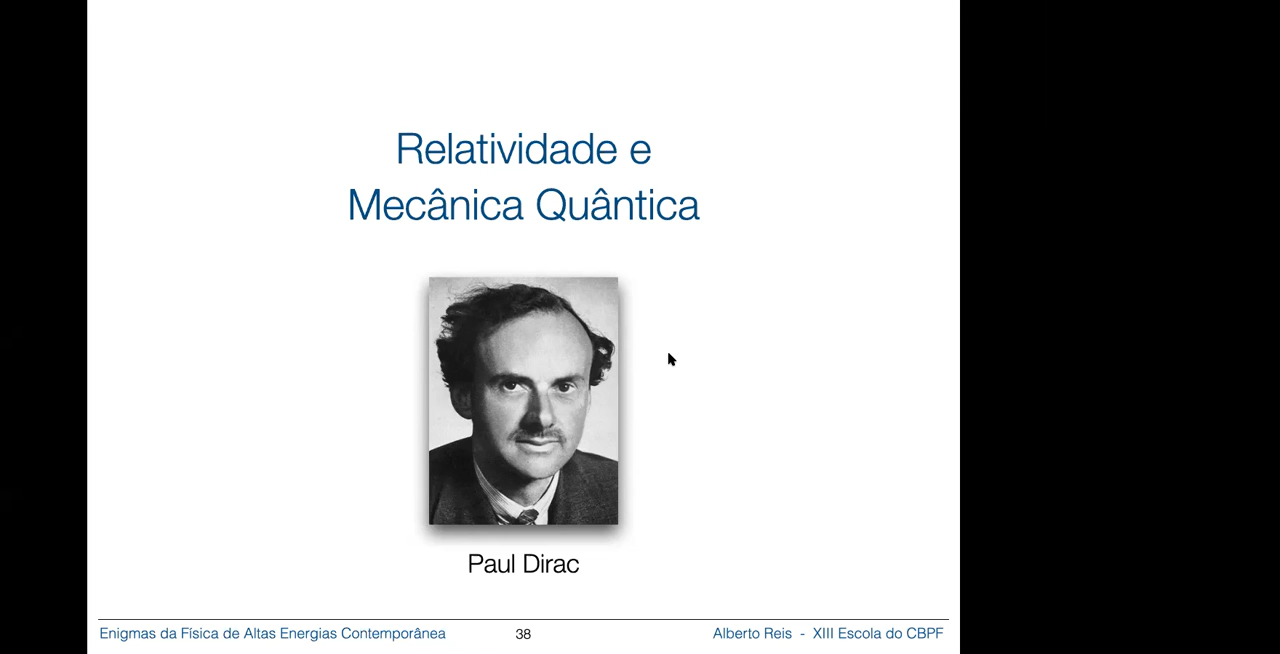 Relatividade e
Mecânica Quântica
Paul Dirac
Enigmas da Física de Altas Energias Contemporânea
38
Alberto Reis - XIII Escola do CBPF